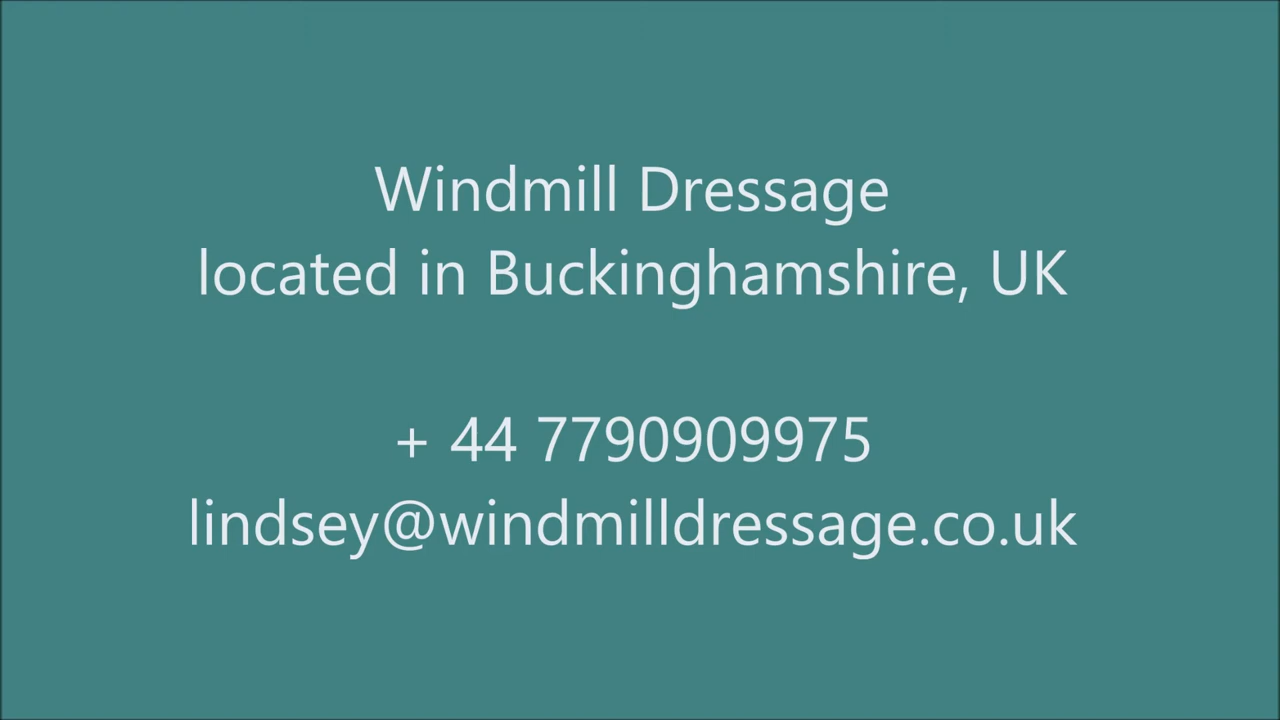 Windmill Dressage
located in Buckinghamshire, UK
+ 44 7790909975
lindsey@windmilldressage.co.uk